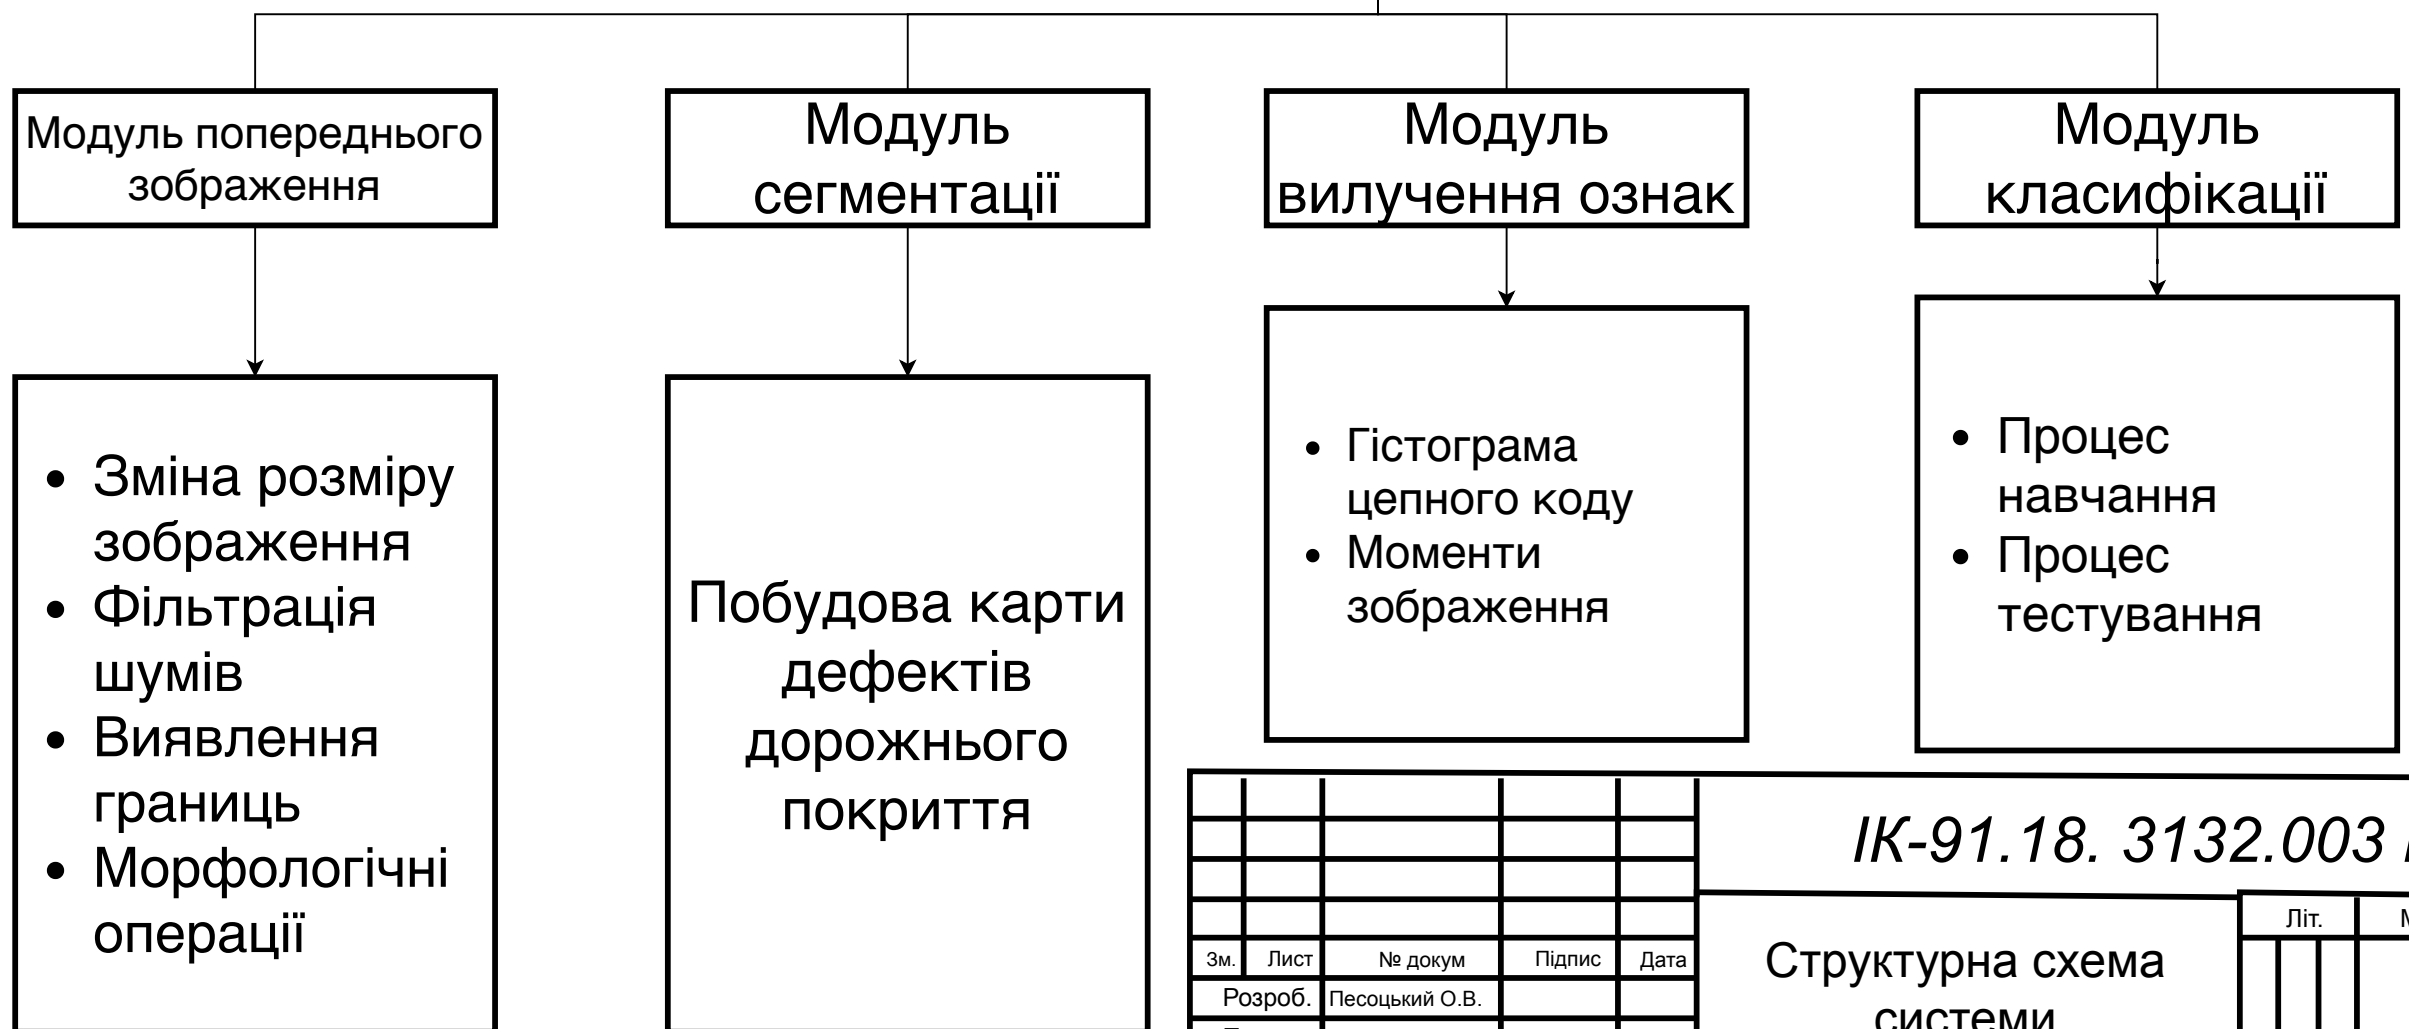 Модуль попереднього
зображення
Модуль
сегментації
Модуль
вилучення ознак
Модуль
класифікації
• Зміна розміру
зображення
• Фільтрація
шумів
• Виявлення
границь
• Морфологічні
операції
Побудова карти
дефектів
дорожнього
покриття
• Гістограма
цепного коду
• Моменти
зображення
• Процес
навчання
• Процес
тестування
ІК-91.18. 3132.003
Зм. Лист № докум Підпис Дата
Розроб. Песоцький О.В.
Структурна схема
системи
Літ.